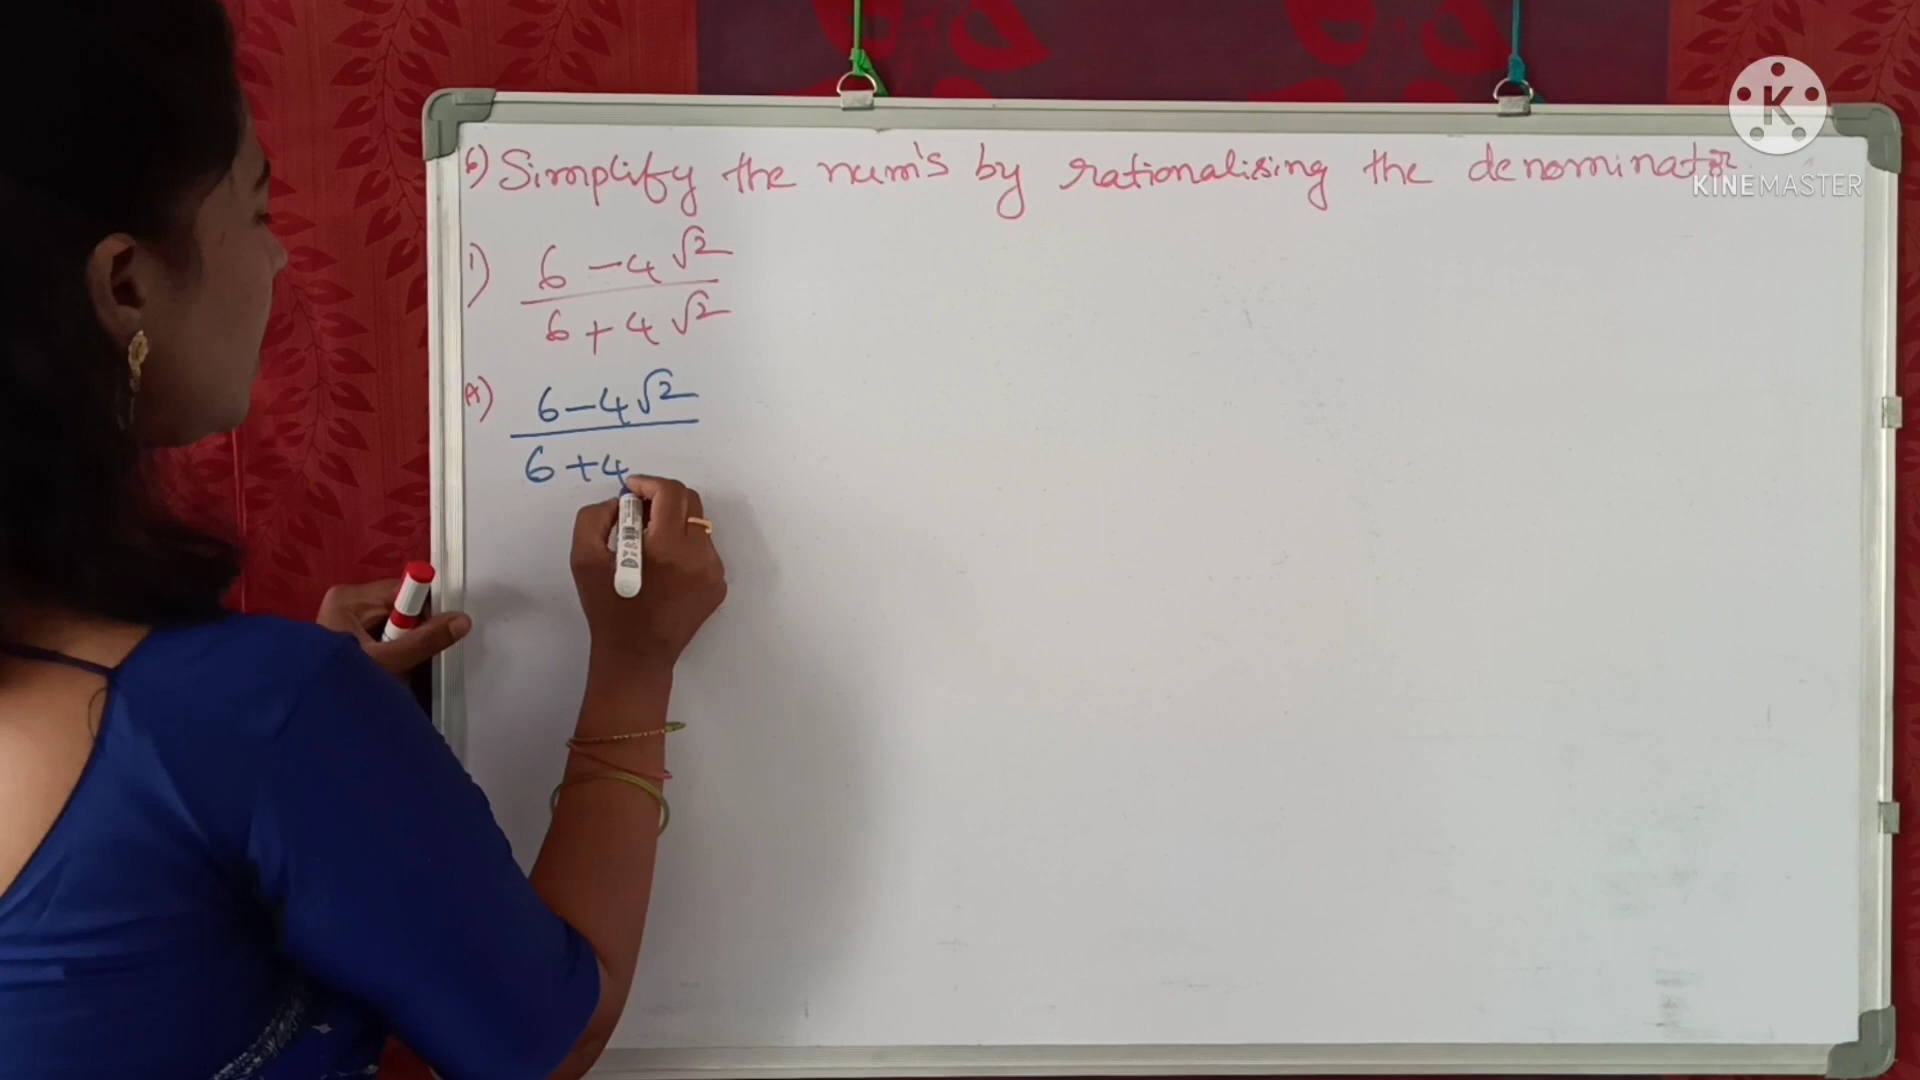 6) Simplify the num's by rationalising the denominator
K
KINEMASTER
1) 6 - 4√2
6 + 4√2
A) 6 - 4√2
6 + 4